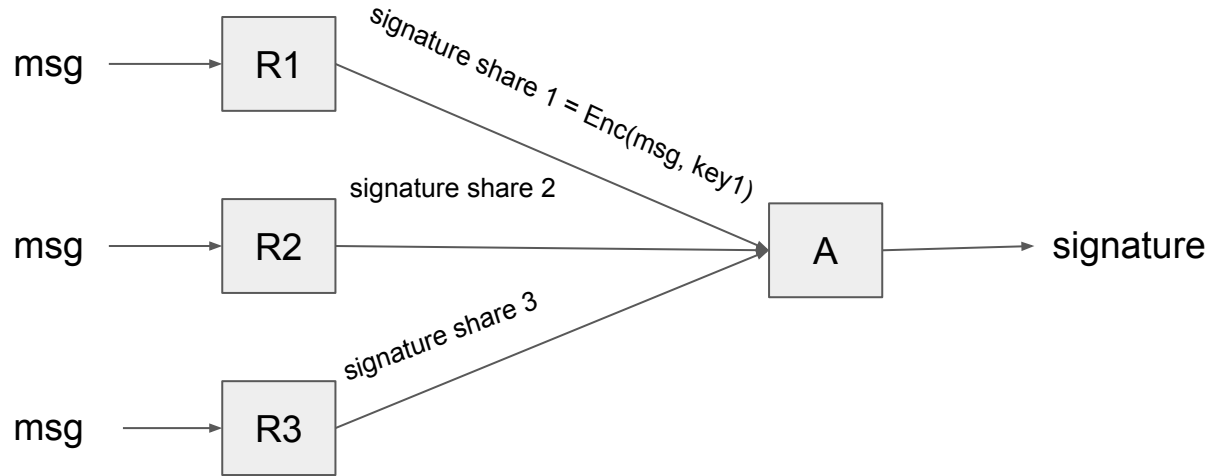 msg
R1
signature share 1 = Enc(msg, key1)
msg
R2
signature share 2
A
signature
msg
R3
signature share 3